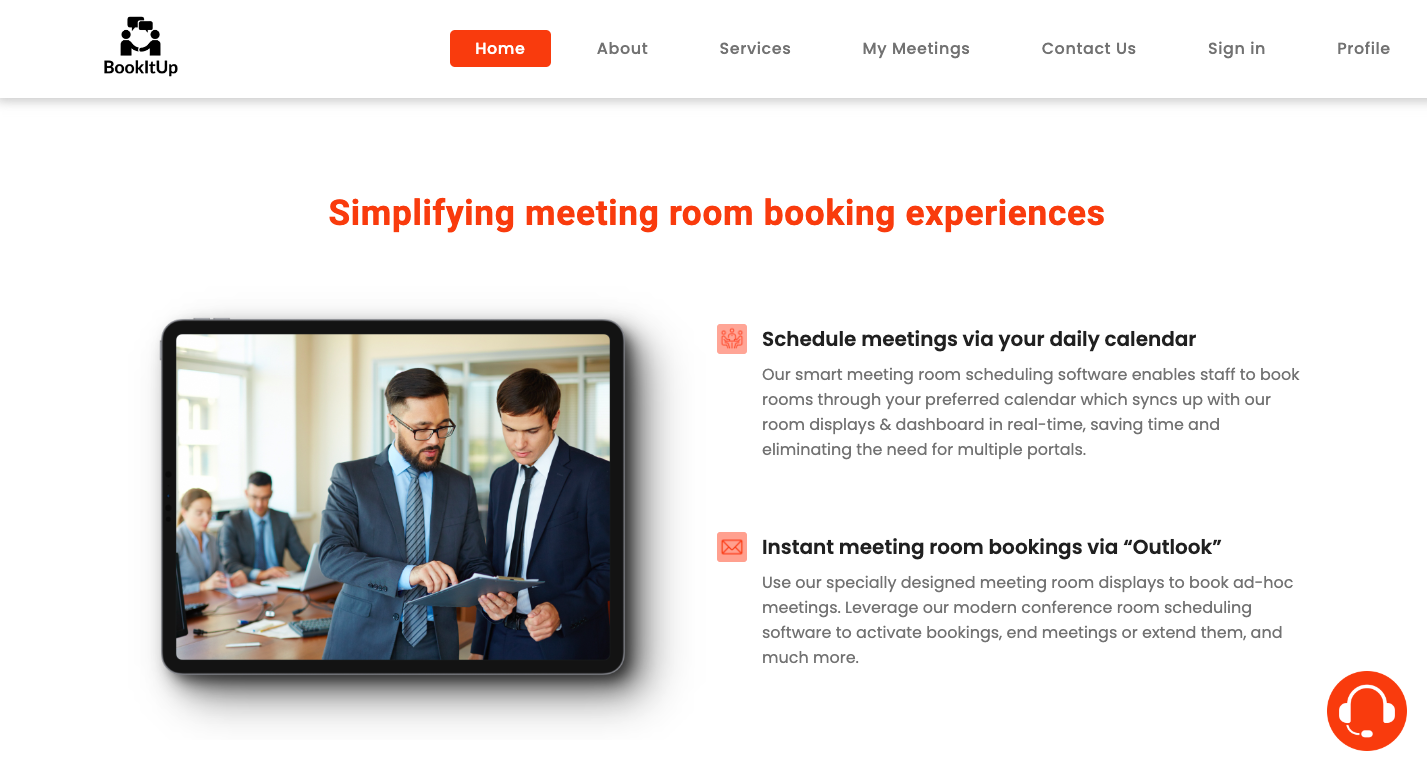 BookItUp
Home
About
Services
My Meetings
Contact Us
Sign in
Profile
Simplifying meeting room booking experiences
Schedule meetings via your daily calendar
Our smart meeting room scheduling software enables staff to book
rooms through your preferred calendar which syncs up with our
room displays & dashboard in real-time, saving time and
eliminating the need for multiple portals.
Instant meeting room bookings via “Outlook”
Use our specially designed meeting room displays to book ad-hoc
meetings. Leverage our modern conference room scheduling
software to activate bookings, end meetings or extend them, and
much more.